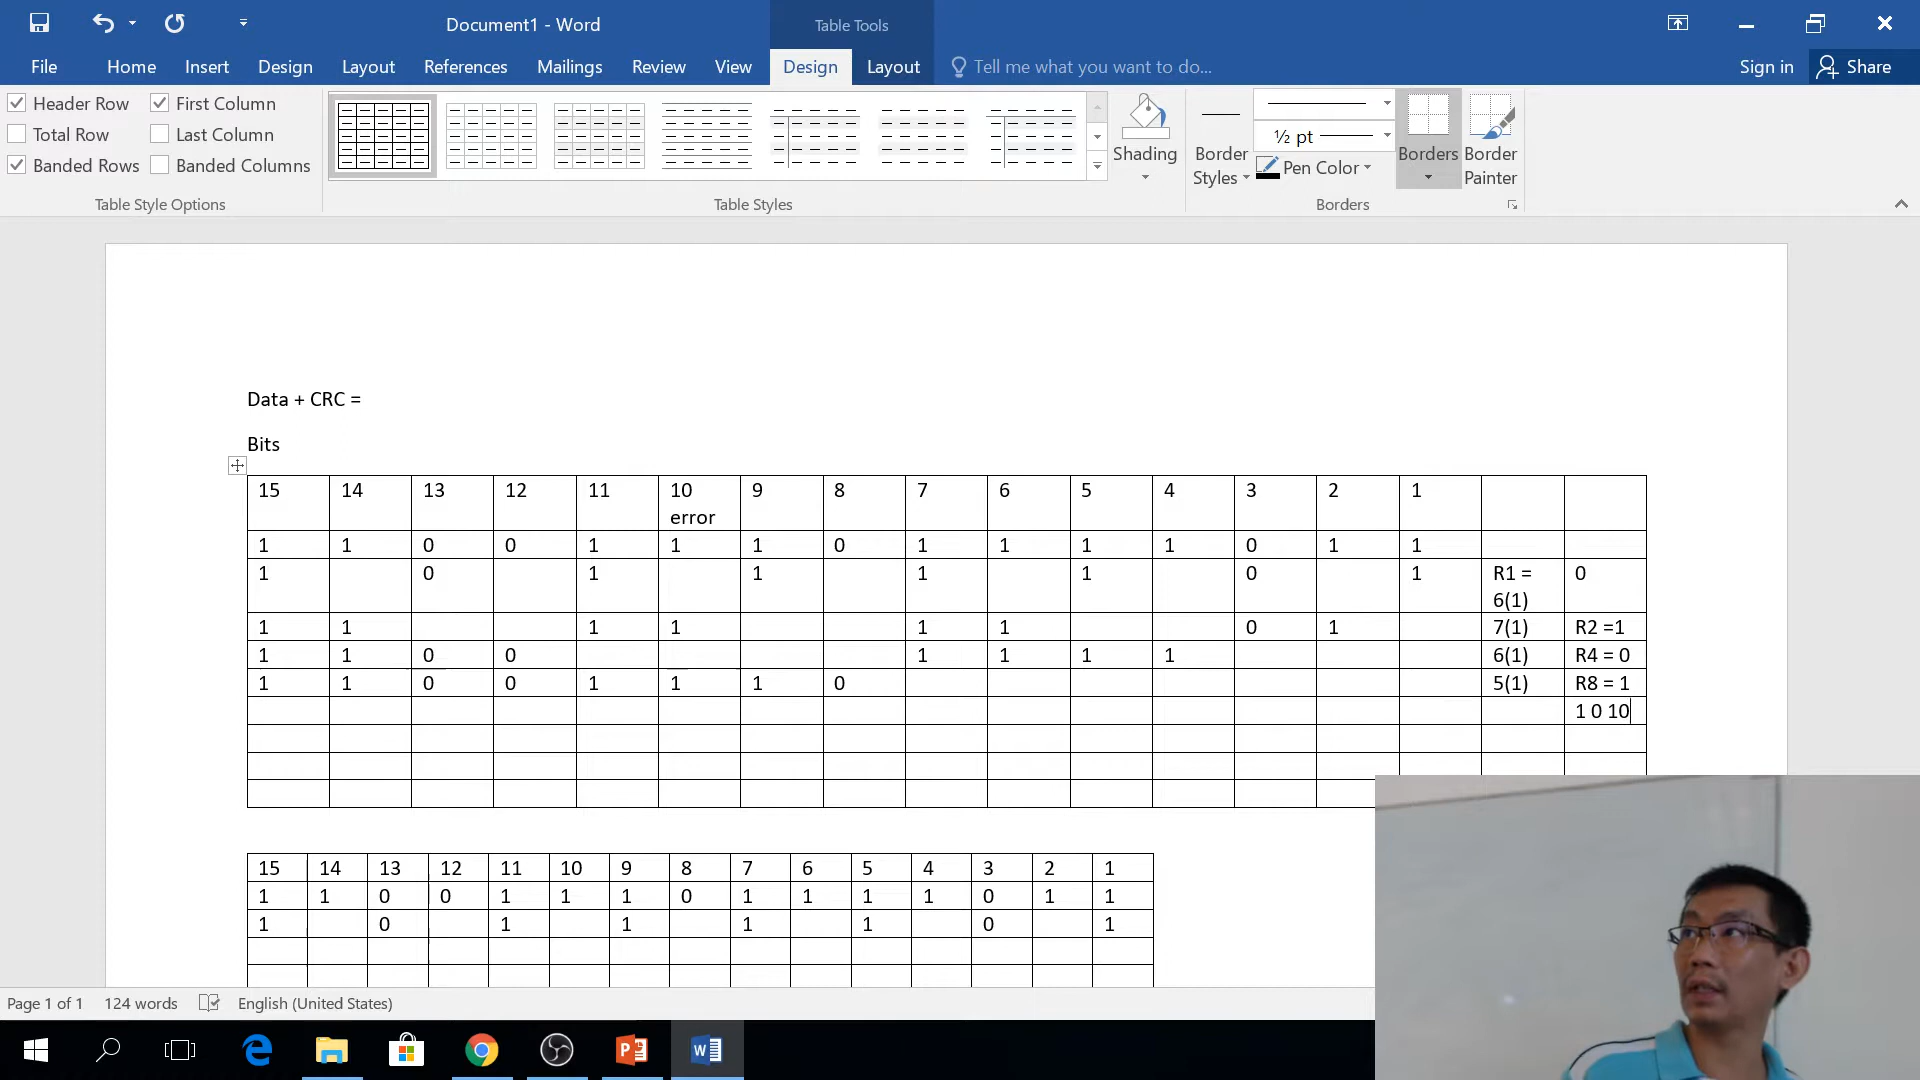 Document1 - Word
Table Tools
File Home Insert Design Layout References Mailings Review View Design Layout Tell me what you want to do... Sign in Share
Header Row First Column
Total Row Last Column
Banded Rows Banded Columns
Table Style Options
Table Styles
Shading
Border Styles
½ pt
Pen Color
Borders
Border Painter
Borders
Data + CRC =
Bits
15 14 13 12 11 10 error 9 8 7 6 5 4 3 2 1
1 1 0 0 1 1 1 0 1 1 1 1 0 1 1
1 0 1 1 1 1 0 1 R1 = 6(1) 0
1 1 1 1 1 1 0 1 7(1) R2 =1
1 1 0 0 1 1 1 1 6(1) R4 = 0
1 1 0 0 1 1 1 0 5(1) R8 = 1
1 0 10
15 14 13 12 11 10 9 8 7 6 5 4 3 2 1
1 1 0 0 1 1 1 0 1 1 1 1 0 1 1
1 0 1 1 1 1 0 1
Page 1 of 1 124 words English (United States)